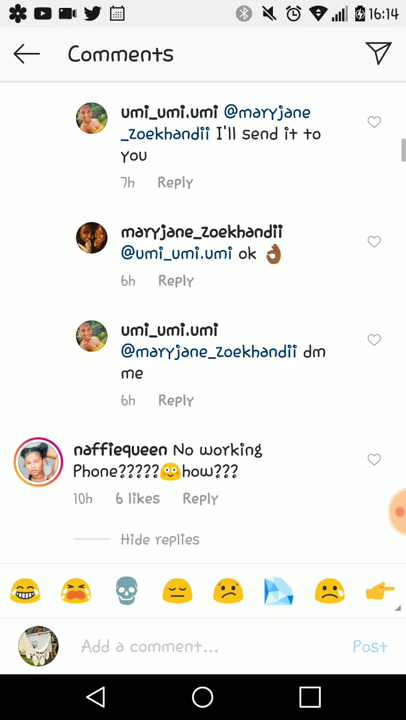 16:14
Comments
umi_umi.umi @maryjane
_zoekhandii I'll send it to
you
7h Reply
maryjane_zoekhandii
@umi_umi.umi ok 👌🏾
6h Reply
umi_umi.umi
@maryjane_zoekhandii dm
me
6h Reply
naffiequeen No working
Phone?????🙄how???
10h 6 likes Reply
Hide replies
Add a comment... Post